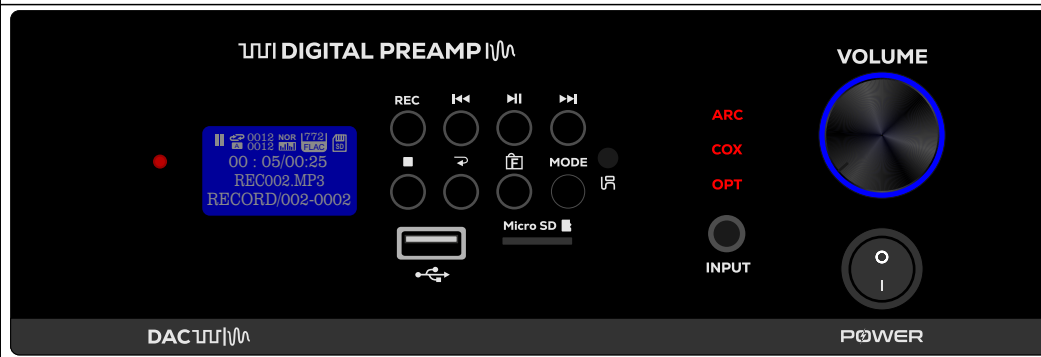 DIGITAL PREAMP
VOLUME
REC
ARC
0012 NOR 772 SD
A 0012 FLAC
00 : 05/00:25
REC002.MP3
RECORD/002-0002
F MODE
COX
OPT
Micro SD
INPUT
O
I
DAC
POWER